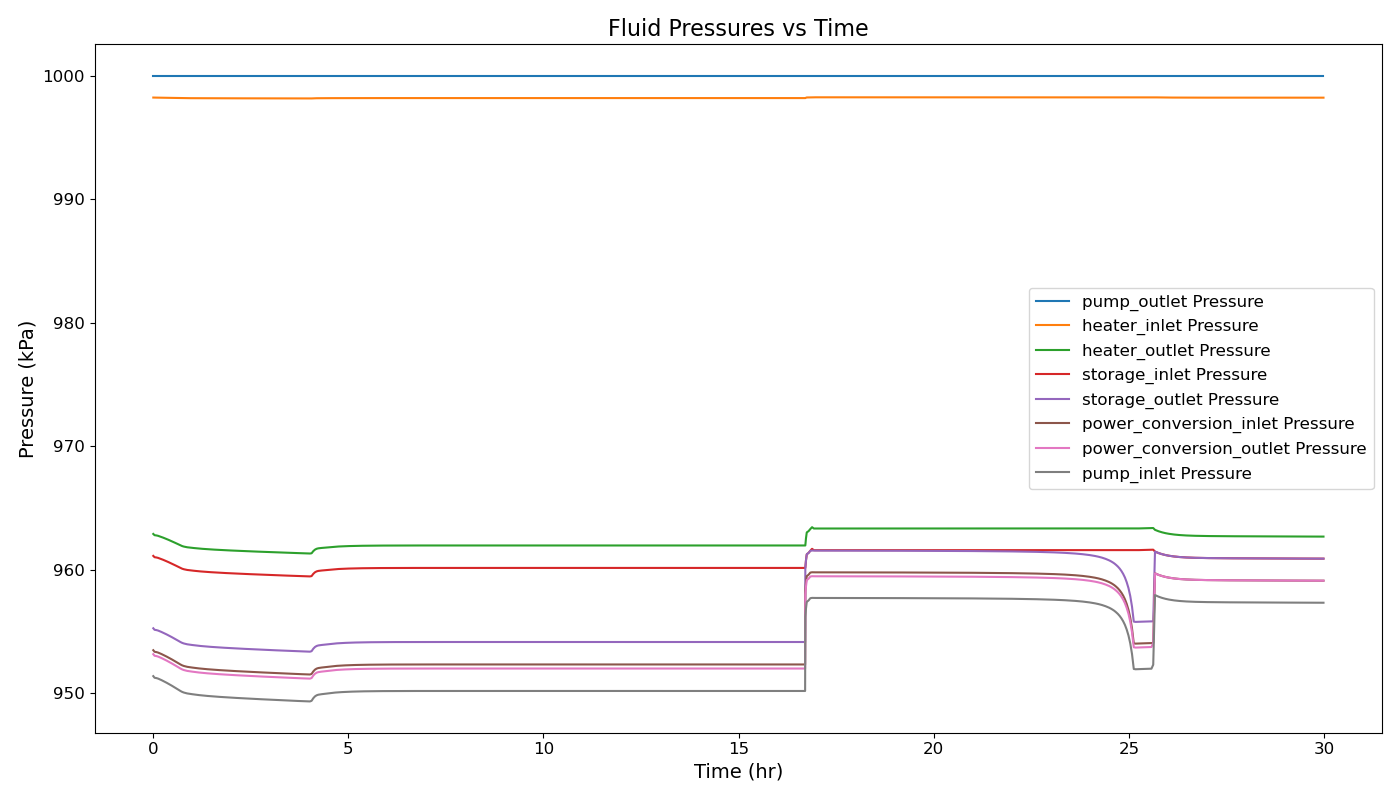 Fluid Pressures vs Time
Pressure (kPa)
1000
990
980
970
960
950
pump_outlet Pressure
heater_inlet Pressure
heater_outlet Pressure
storage_inlet Pressure
storage_outlet Pressure
power_conversion_inlet Pressure
power_conversion_outlet Pressure
pump_inlet Pressure
0 5 10 15 20 25 30
Time (hr)